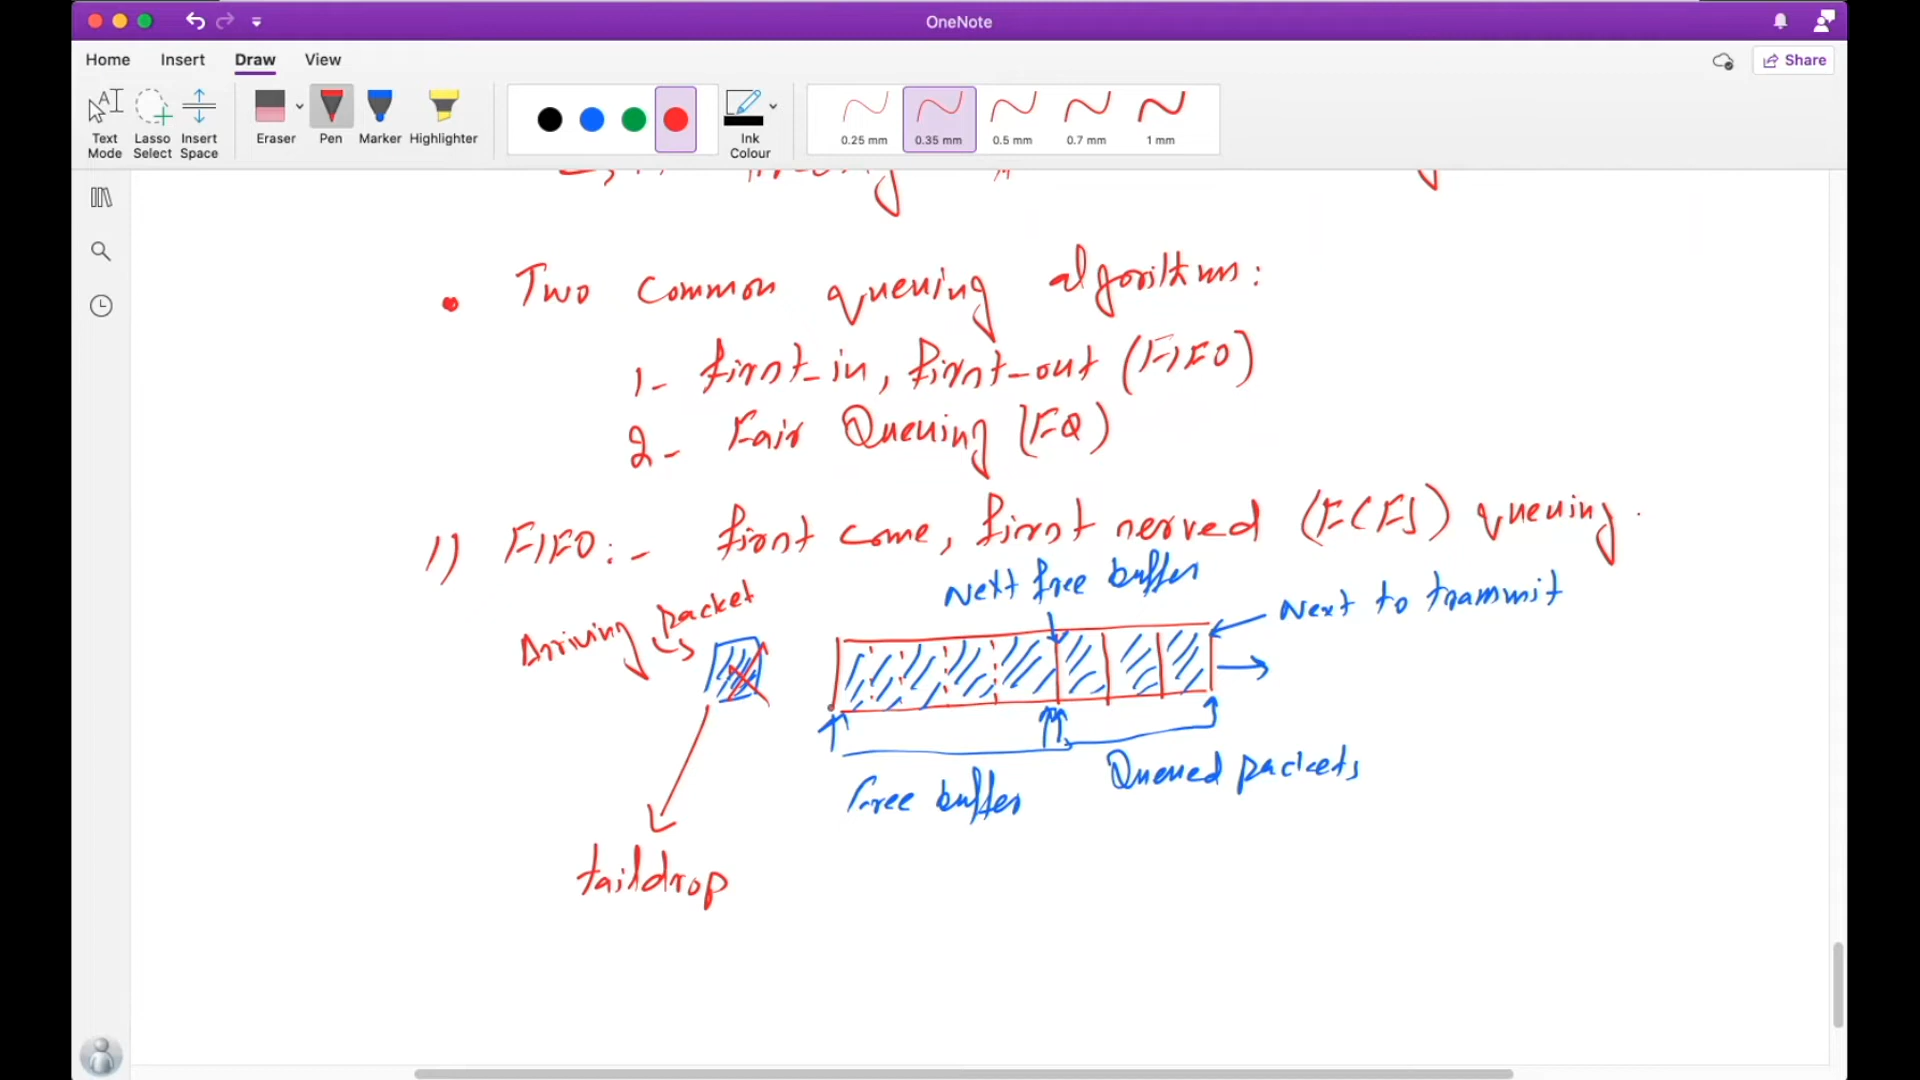 OneNote
Home Insert Draw View
Share
Text Mode
Lasso Select
Insert Space
Eraser
Pen
Marker
Highlighter
Ink Colour
0.25 mm
0.35 mm
0.5 mm
0.7 mm
1 mm
• Two common queuing algorithms:
1- first-in, first-out (FIFO)
2- Fair Queuing (FQ)
1) FIFO:- first come, first served (FCFS) queuing.
Next free buffer
Next to transmit
Arriving packet
Free buffer
Queued packets
taildrop